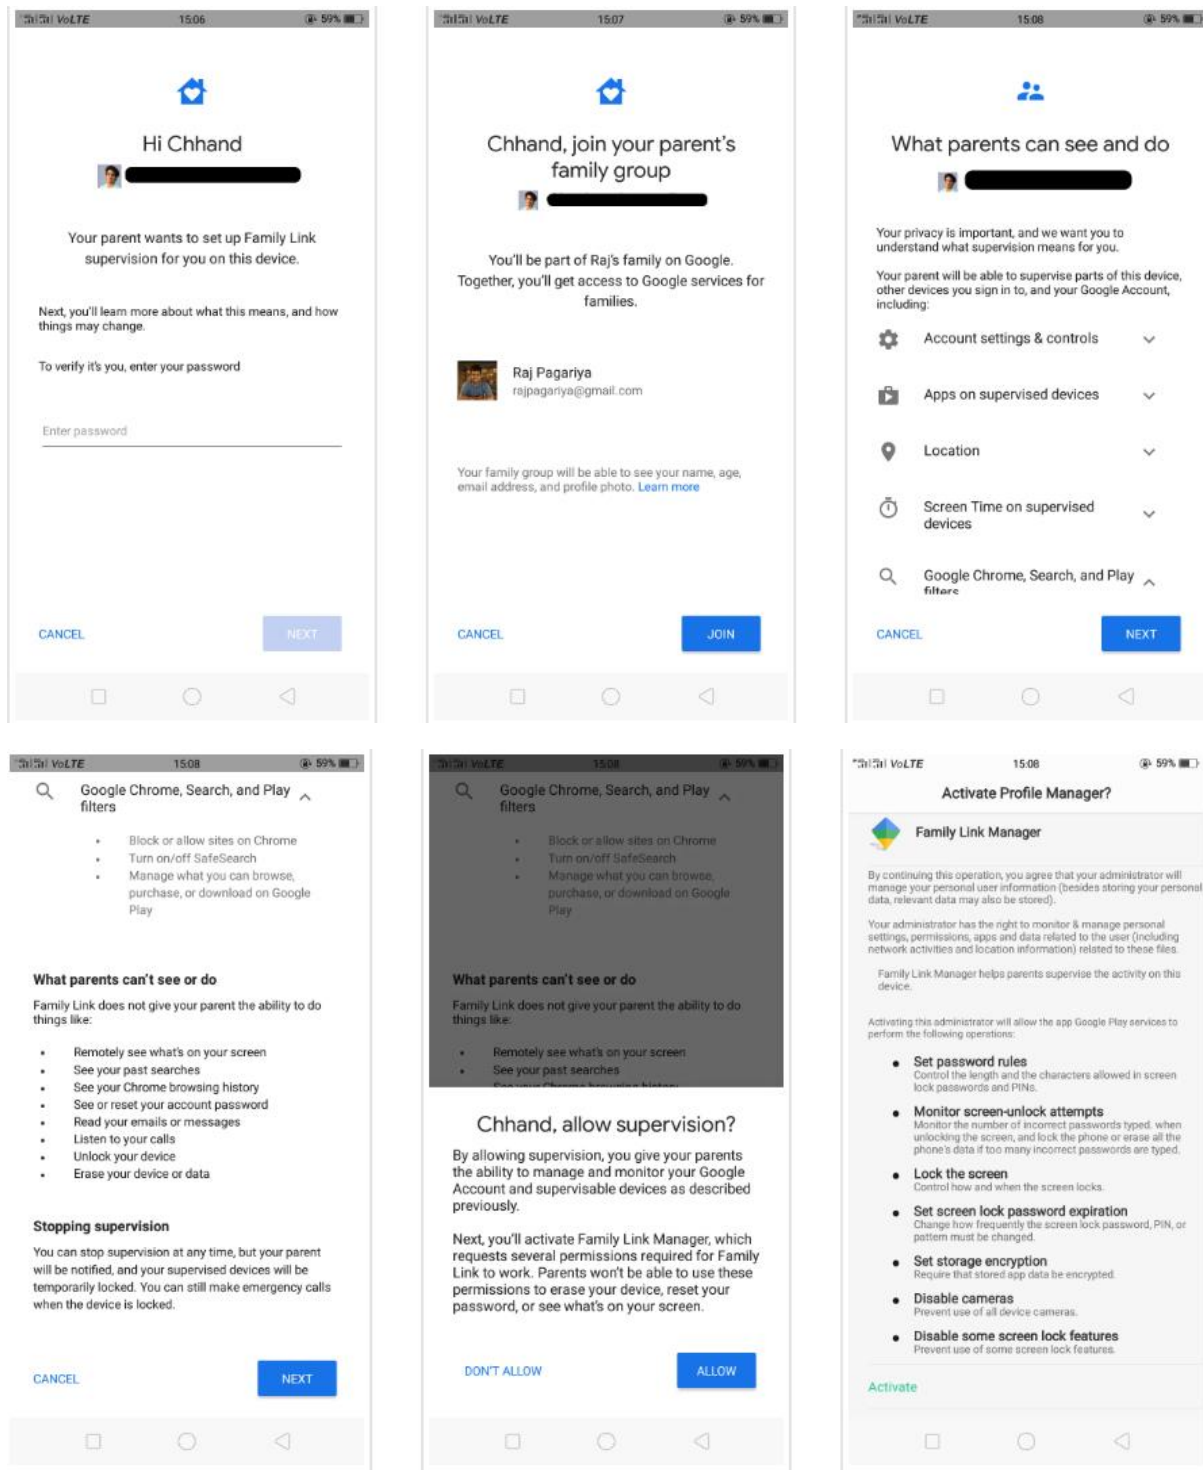 VoLTE 15:06 59%
Hi Chhand
Your parent wants to set up Family Link
supervision for you on this device.
Next, you'll learn more about what this means, and how
things may change.
To verify it's you, enter your password
Enter password
CANCEL NEXT
VoLTE 15:07 59%
Chhand, join your parent's
family group
You'll be part of Raj's family on Google.
Together, you'll get access to Google services for
families.
Raj Pagariya
rajpagariya@gmail.com
Your family group will be able to see your name, age,
email address, and profile photo. Learn more
CANCEL JOIN
VoLTE 15:08 59%
What parents can see and do
Your privacy is important, and we want you to
understand what supervision means for you.
Your parent will be able to supervise parts of this device,
other devices you sign in to, and your Google Account,
including:
Account settings & controls
Apps on supervised devices
Location
Screen Time on supervised
devices
Google Chrome, Search, and Play
filters
CANCEL NEXT
VoLTE 15:08 59%
Google Chrome, Search, and Play
filters
• Block or allow sites on Chrome
• Turn on/off SafeSearch
• Manage what you can browse,
purchase, or download on Google
Play
What parents can't see or do
Family Link does not give your parent the ability to do
things like:
• Remotely see what's on your screen
• See your past searches
• See your Chrome browsing history
• See or reset your account password
• Read your emails or messages
• Listen to your calls
• Unlock your device
• Erase your device or data
Stopping supervision
You can stop supervision at any time, but your parent
will be notified, and your supervised devices will be
temporarily locked. You can still make emergency calls
when the device is locked.
CANCEL NEXT
VoLTE 15:08 59%
Google Chrome, Search, and Play
filters
• Block or allow sites on Chrome
• Turn on/off SafeSearch
• Manage what you can browse,
purchase, or download on Google
Play
What parents can't see or do
Family Link does not give your parent the ability to do
things like:
• Remotely see what's on your screen
• See your past searches
See your Chrome browsing history
Chhand, allow supervision?
By allowing supervision, you give your parents
the ability to manage and monitor your Google
Account and supervisable devices as described
previously.
Next, you'll activate Family Link Manager, which
requests several permissions required for Family
Link to work. Parents won't be able to use these
permissions to erase your device, reset your
password, or see what's on your screen.
DON'T ALLOW ALLOW
VoLTE 15:08 59%
Activate Profile Manager?
Family Link Manager
By continuing this operation, you agree that your administrator will
manage your personal user information (besides storing your personal
data, relevant data may also be stored).
Your administrator has the right to monitor & manage personal
settings, permissions, apps and data related to the user (including
network activities and location information) related to these files.
Family Link Manager helps parents supervise the activity on this
device.
Activating this administrator will allow the app Google Play services to
perform the following operations:
• Set password rules
Control the length and the characters allowed in screen
lock passwords and PINs.
• Monitor screen-unlock attempts
Monitor the number of incorrect passwords typed. when
unlocking the screen, and lock the phone or erase all the
phone's data if too many incorrect passwords are typed.
• Lock the screen
Control how and when the screen locks.
• Set screen lock password expiration
Change how frequently the screen lock password, PIN, or
pattern must be changed.
• Set storage encryption
Require that stored app data be encrypted.
• Disable cameras
Prevent use of all device cameras.
• Disable some screen lock features
Prevent use of some screen lock features.
Activate